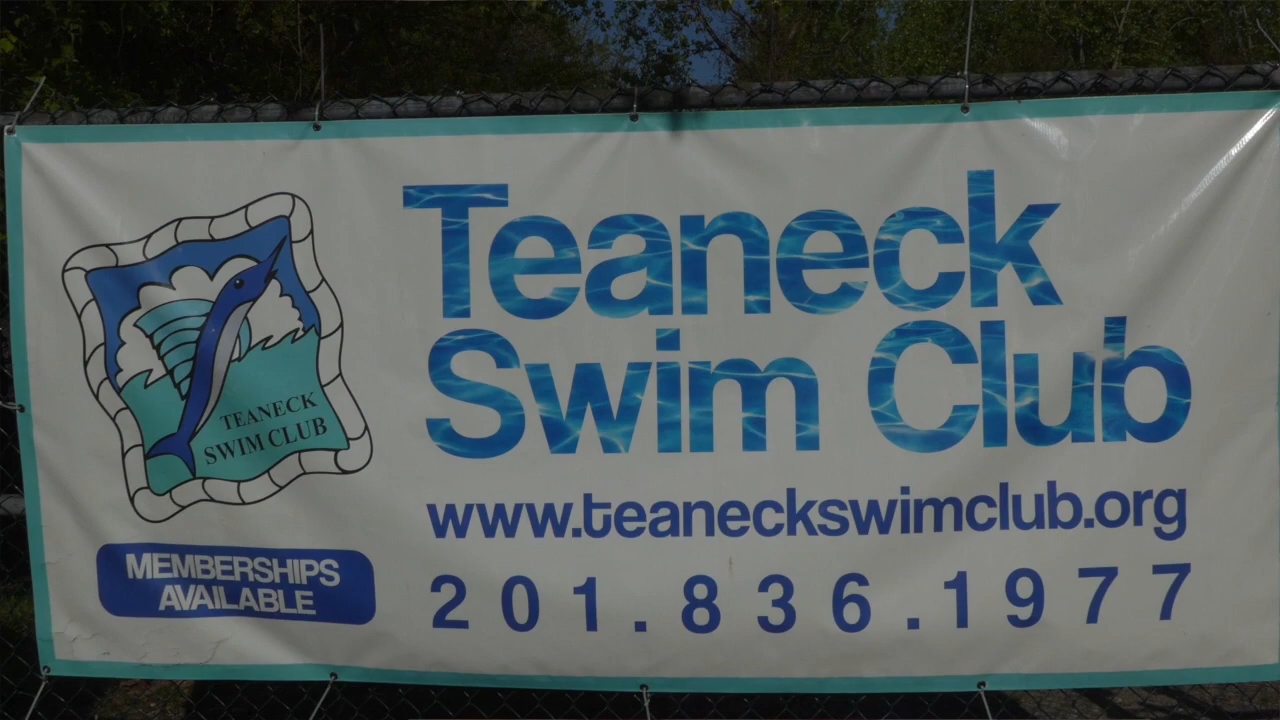 Teaneck
Swim Club
TEANECK
SWIM CLUB
www.teaneckswimclub.org
MEMBERSHIPS
AVAILABLE
201.836.1977